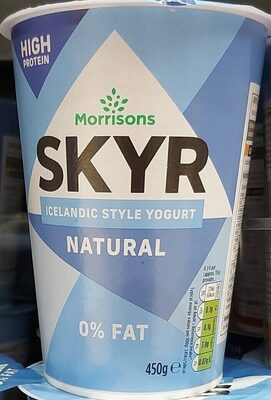 HIGH
PROTEIN
Morrisons
SKYR
ICELANDIC STYLE YOGURT
NATURAL
0% FAT
450g e